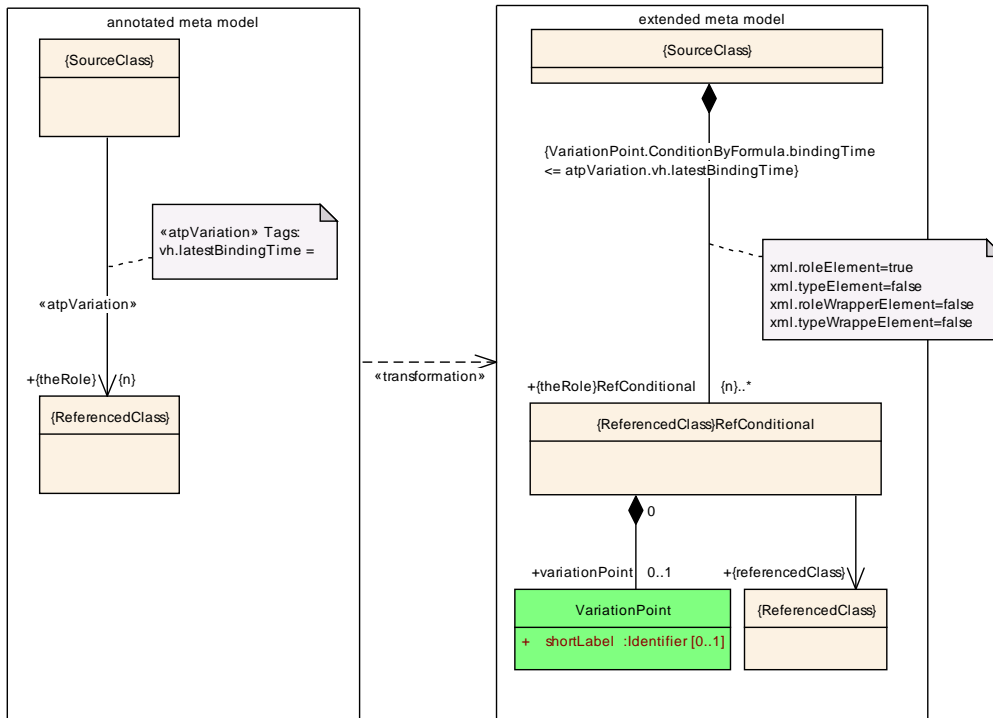 annotated meta model
{SourceClass}
«atpVariation» Tags:
vh.latestBindingTime =
«atpVariation»
+{theRole}
{n}
{ReferencedClass}
«transformation»
extended meta model
{SourceClass}
{VariationPoint.ConditionByFormula.bindingTime
<= atpVariation.vh.latestBindingTime}
xml.roleElement=true
xml.typeElement=false
xml.roleWrapperElement=false
xml.typeWrappeElement=false
+{theRole}RefConditional
{n}..*
{ReferencedClass}RefConditional
0
+variationPoint
0..1
+{referencedClass}
VariationPoint
+ shortLabel :Identifier [0..1]
{ReferencedClass}